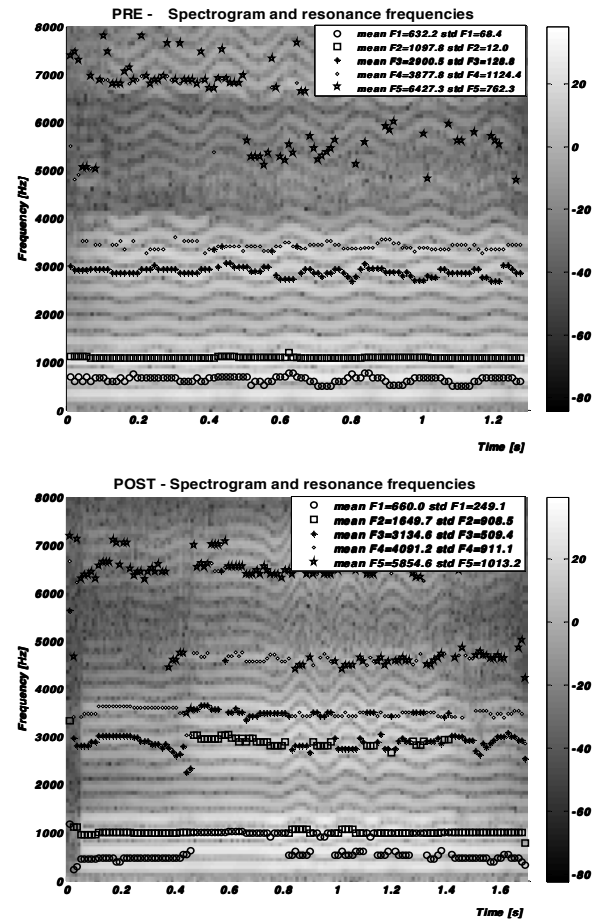 PRE - Spectrogram and resonance frequencies
mean F1=632.2 std F1=68.4
mean F2=1097.8 std F2=12.0
mean F3=2900.5 std F3=128.8
mean F4=3877.8 std F4=1124.4
mean F5=6427.3 std F5=762.3
8000
7000
6000
5000
4000
3000
2000
1000
0
Frequency [Hz]
0
0.2
0.4
0.6
0.8
1
1.2
Time [s]
20
0
-20
-40
-60
-80
POST - Spectrogram and resonance frequencies
mean F1=660.0 std F1=249.1
mean F2=1649.7 std F2=908.5
mean F3=3134.6 std F3=509.4
mean F4=4091.2 std F4=911.1
mean F5=5854.6 std F5=1013.2
8000
7000
6000
5000
4000
3000
2000
1000
0
Frequency [Hz]
0
0.2
0.4
0.6
0.8
1
1.2
1.4
1.6
Time [s]
20
0
-20
-40
-60
-80